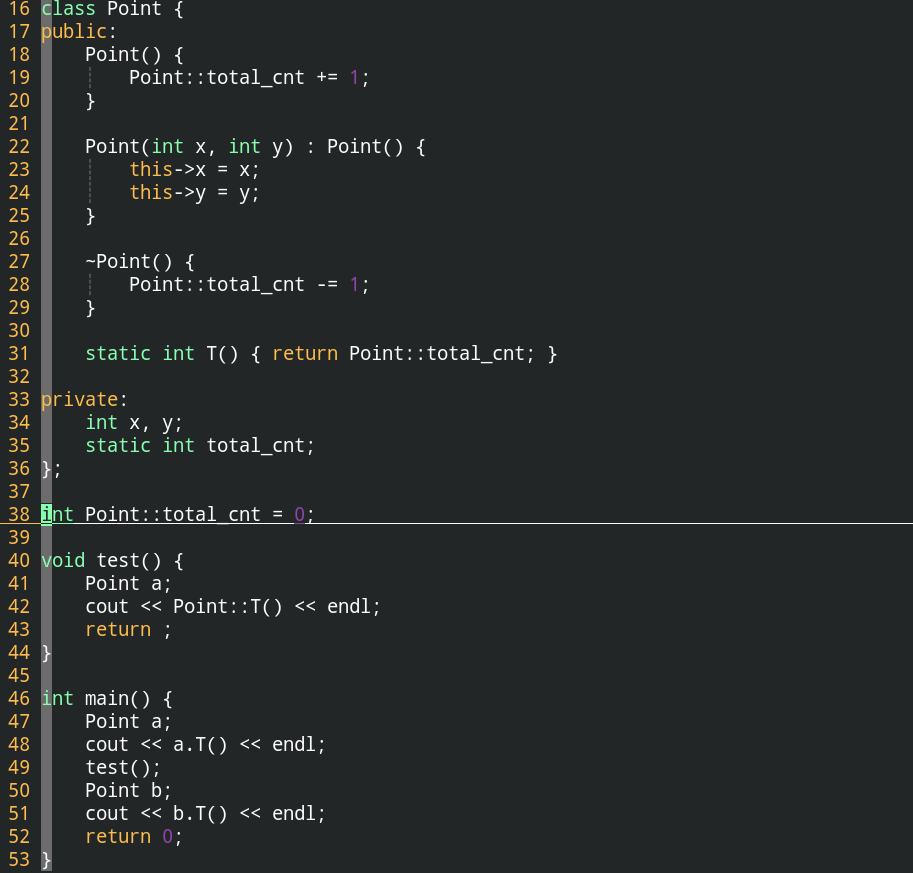 16 class Point {
17 public:
18     Point() {
19     ¦   Point::total_cnt += 1;
20     }
21
22     Point(int x, int y) : Point() {
23     ¦   this->x = x;
24     ¦   this->y = y;
25     }
26
27     ~Point() {
28     ¦   Point::total_cnt -= 1;
29     }
30
31     static int T() { return Point::total_cnt; }
32
33 private:
34     int x, y;
35     static int total_cnt;
36 };
37
38 int Point::total_cnt = 0;
39
40 void test() {
41     Point a;
42     cout << Point::T() << endl;
43     return ;
44 }
45
46 int main() {
47     Point a;
48     cout << a.T() << endl;
49     test();
50     Point b;
51     cout << b.T() << endl;
52     return 0;
53 }